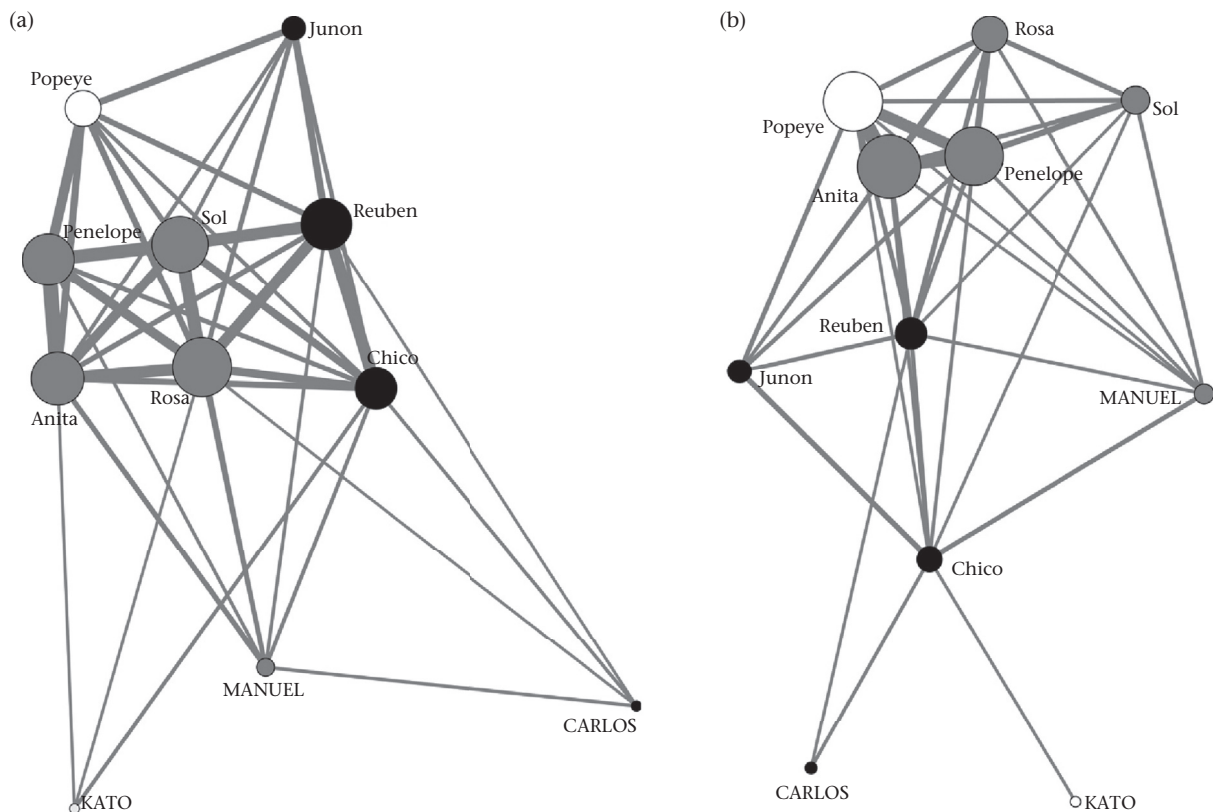 (a)
Junon
Popeye
Penelope
Sol
Reuben
Chico
Anita
Rosa
MANUEL
CARLOS
KATO
(b)
Rosa
Sol
Popeye
Penelope
Anita
Reuben
Junon
MANUEL
Chico
CARLOS
KATO